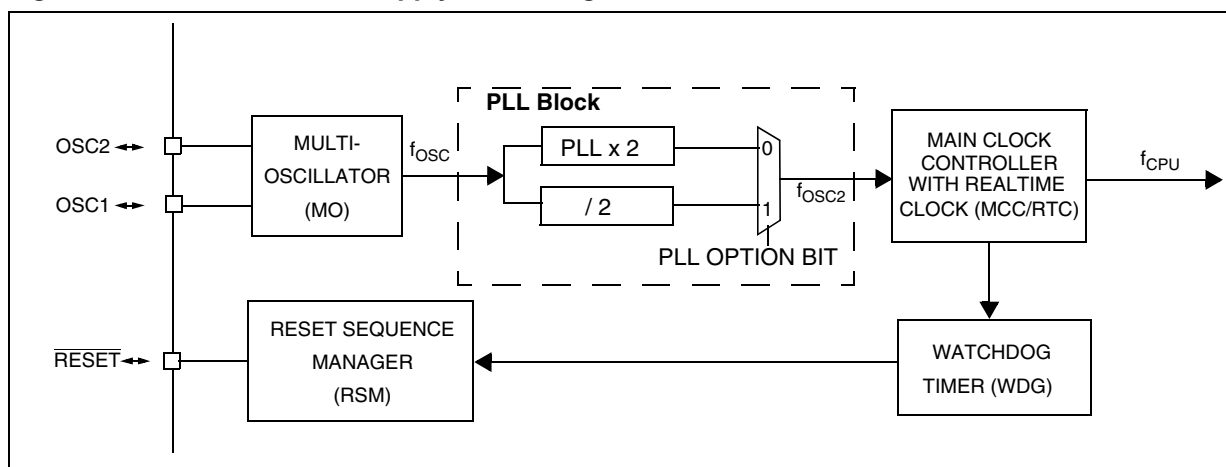 PLL Block
OSC2
OSC1
MULTI-
OSCILLATOR
(MO)
fOSC
PLL x 2
/ 2
0
1
fOSC2
PLL OPTION BIT
MAIN CLOCK
CONTROLLER
WITH REALTIME
CLOCK (MCC/RTC)
fCPU
RESET
RESET SEQUENCE
MANAGER
(RSM)
WATCHDOG
TIMER (WDG)